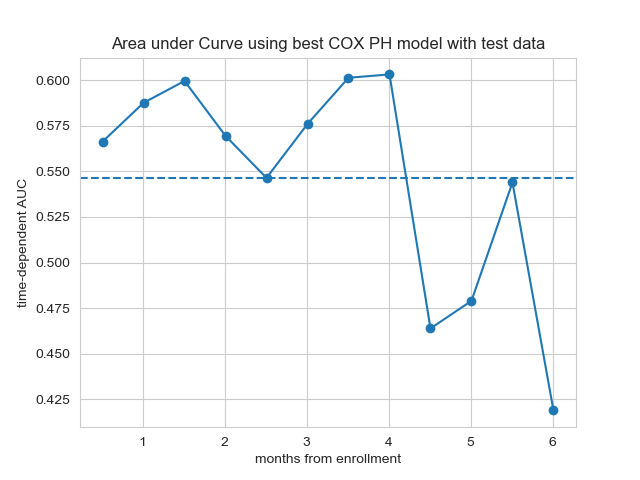 Area under Curve using best COX PH model with test data
time-dependent AUC
0.600
0.575
0.550
0.525
0.500
0.475
0.450
0.425
1 2 3 4 5 6
months from enrollment